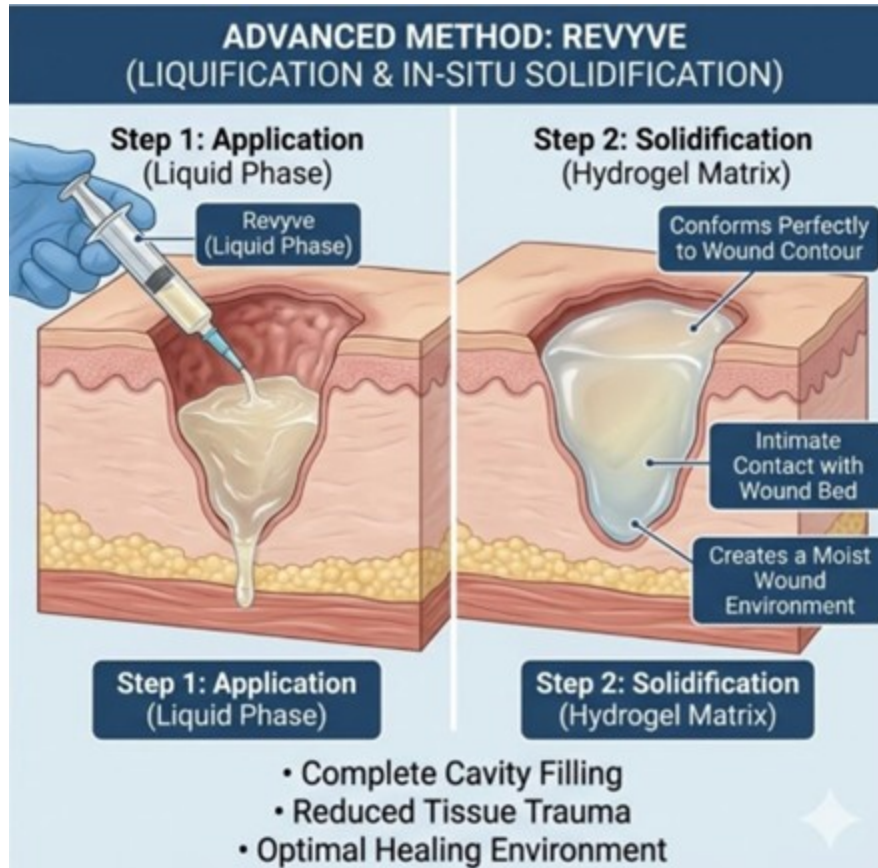 ADVANCED METHOD: REVYVE
(LIQUIFICATION & IN-SITU SOLIDIFICATION)
Step 1: Application
(Liquid Phase)
Revyve
(Liquid Phase)
Step 2: Solidification
(Hydrogel Matrix)
Conforms Perfectly
to Wound Contour
Intimate
Contact with
Wound Bed
Creates a Moist
Wound
Environment
Step 1: Application
(Liquid Phase)
Step 2: Solidification
(Hydrogel Matrix)
• Complete Cavity Filling
• Reduced Tissue Trauma
• Optimal Healing Environment